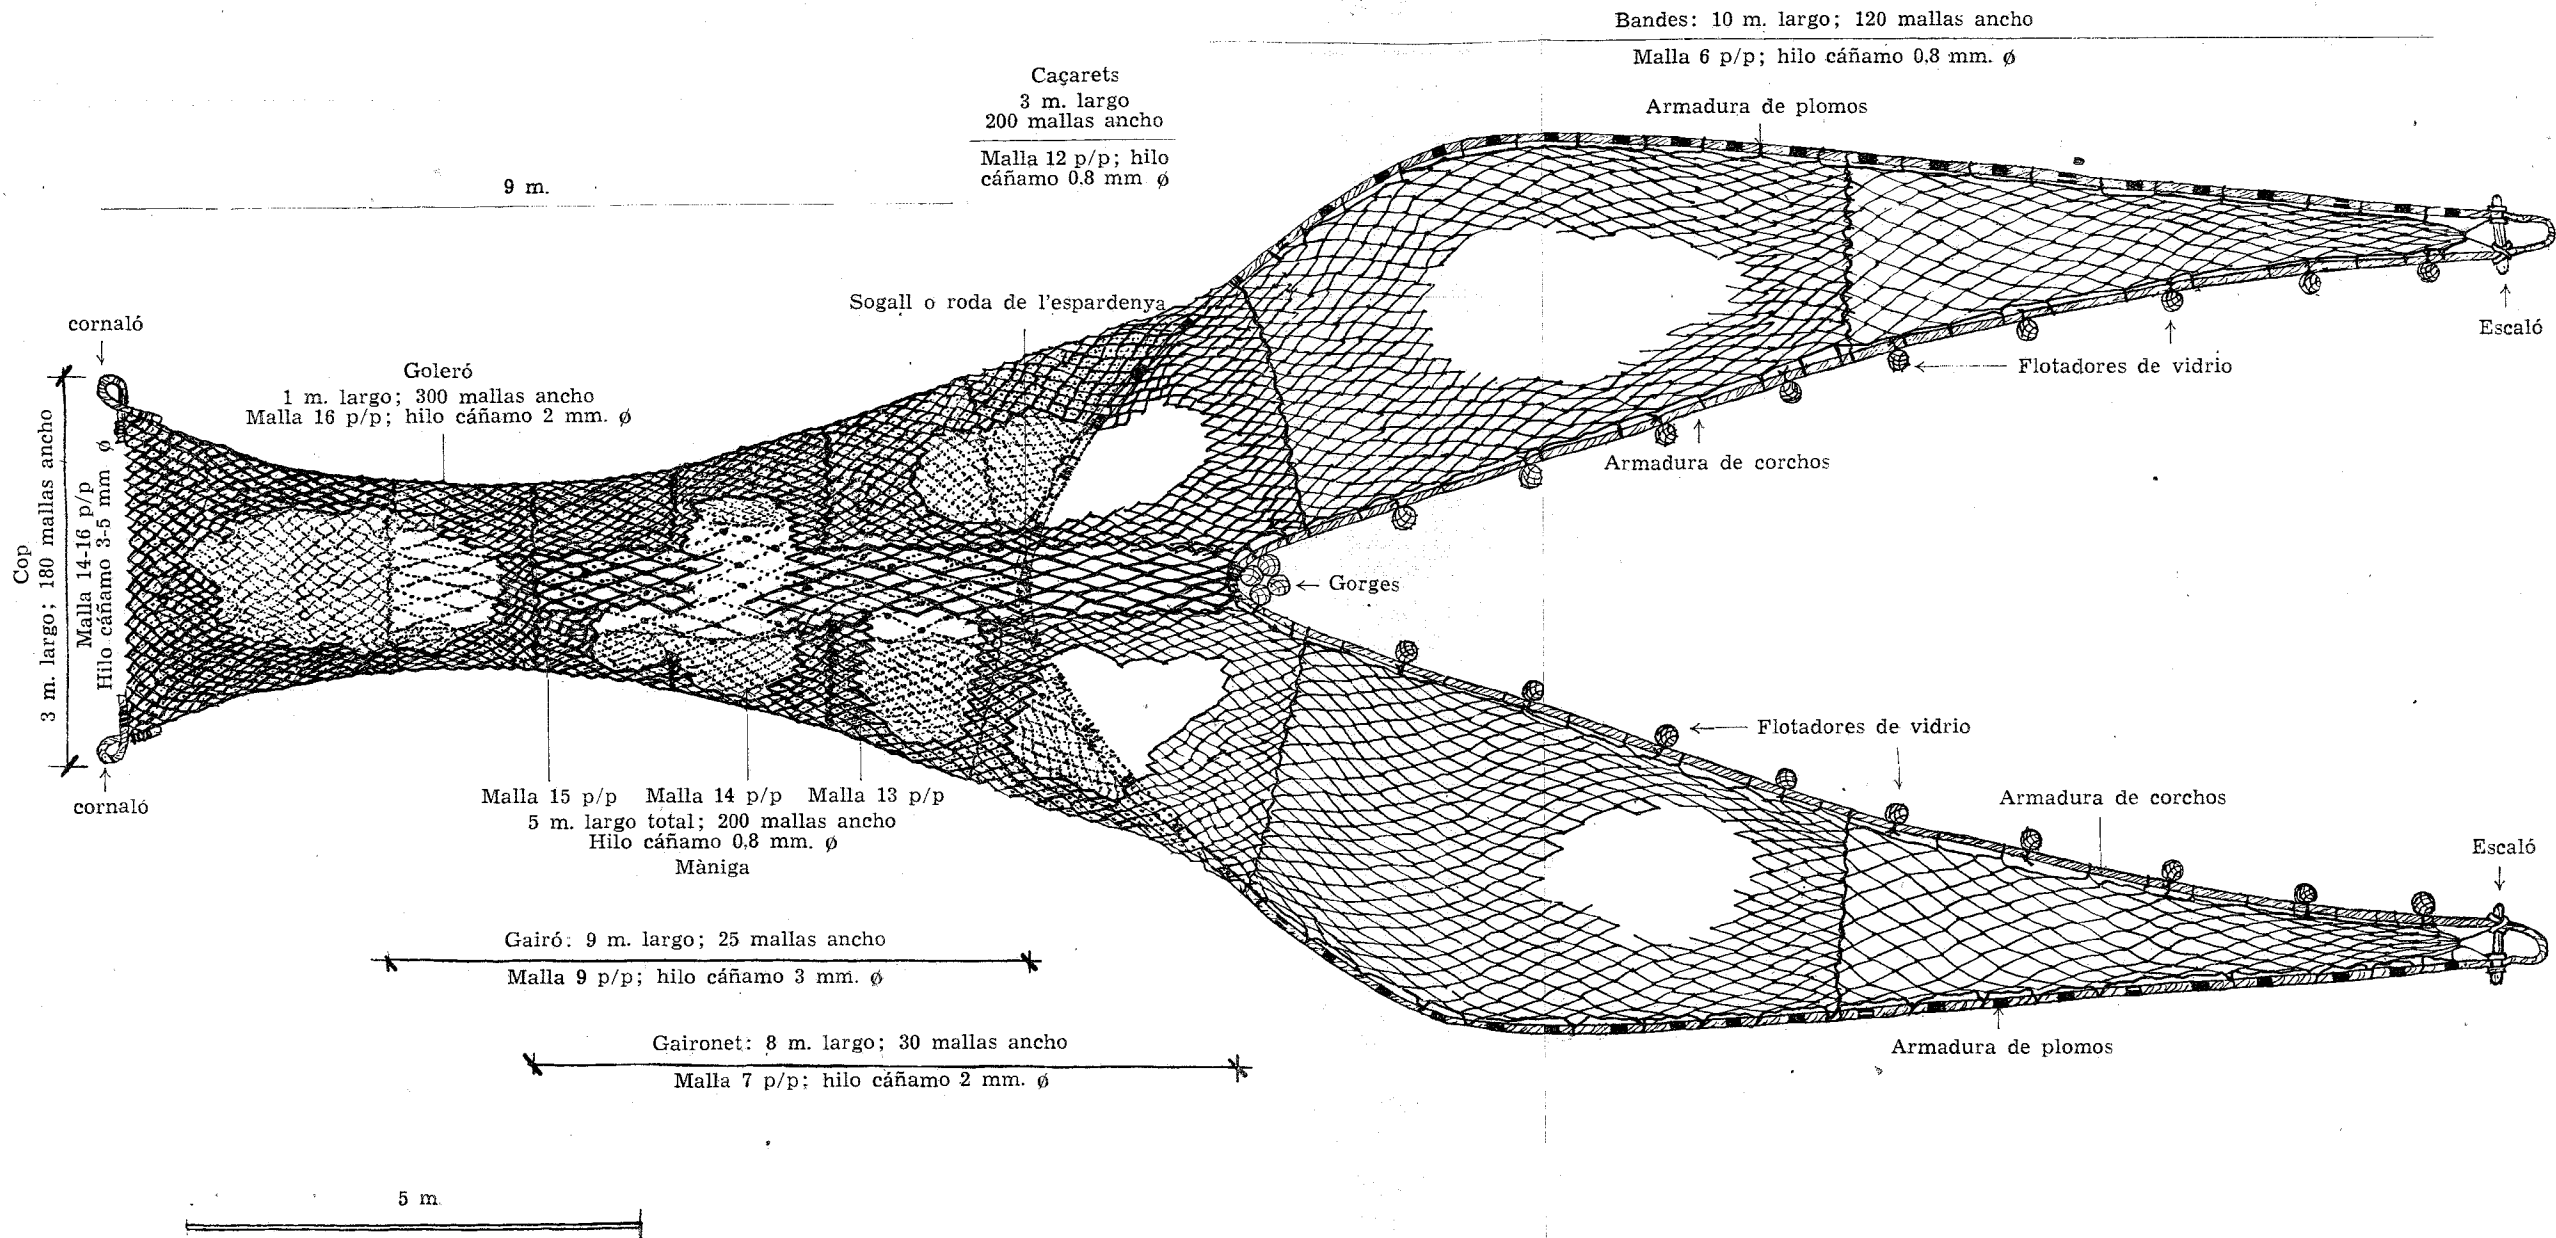 Bandes: 10 m. largo; 120 mallas ancho
Malla 6 p/p; hilo cáñamo 0,8 mm. ø
Caçarets
3 m. largo
200 mallas ancho
Malla 12 p/p; hilo
cáñamo 0.8 mm ø
Armadura de plomos
9 m.
Sogall o roda de l'espardenya
cornaló
Escaló
Goleró
1 m. largo; 300 mallas ancho
Malla 16 p/p; hilo cáñamo 2 mm. ø
Flotadores de vidrio
Armadura de corchos
Cop
3 m. largo; 180 mallas ancho
Malla 14-16 p/p
Hilo cáñamo 3-5 mm ø
Gorges
Flotadores de vidrio
cornaló
Malla 15 p/p Malla 14 p/p Malla 13 p/p
5 m. largo total; 200 mallas ancho
Hilo cáñamo 0,8 mm. ø
Màniga
Armadura de corchos
Escaló
Gairó: 9 m. largo; 25 mallas ancho
Malla 9 p/p; hilo cáñamo 3 mm. ø
Gaironet: 8 m. largo; 30 mallas ancho
Malla 7 p/p; hilo cáñamo 2 mm. ø
Armadura de plomos
5 m.